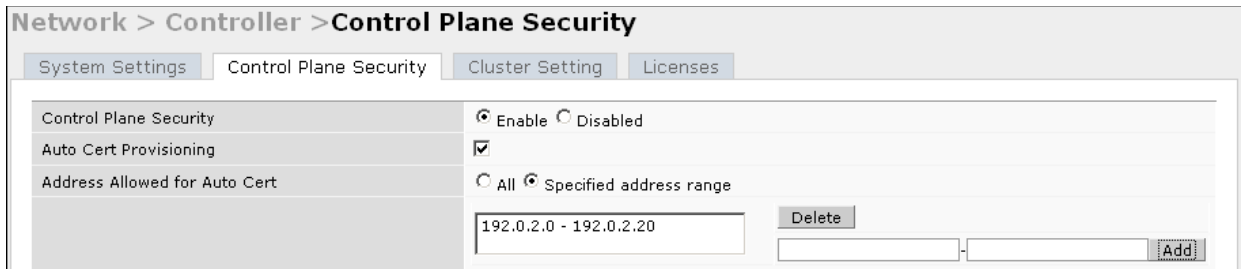 Network > Controller >Control Plane Security
System Settings Control Plane Security Cluster Setting Licenses
Control Plane Security Enable Disabled
Auto Cert Provisioning
Address Allowed for Auto Cert All Specified address range
192.0.2.0 - 192.0.2.20 Delete
- Add